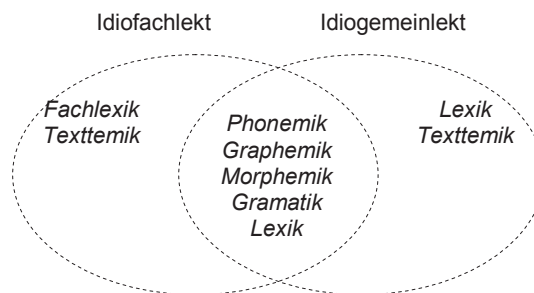 Idiofachlekt
Idiogemeinlekt
Fachlexik
Texttemik
Phonemik
Graphemik
Morphemik
Gramatik
Lexik
Lexik
Texttemik